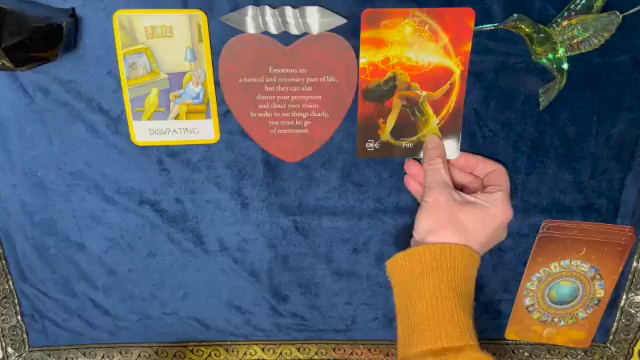 DISSIPATING
Emotions are
a natural and necessary part of life,
but they can also
distort your perception
and cloud your vision.
In order to see things clearly,
you must let go
of resentment.
Fire